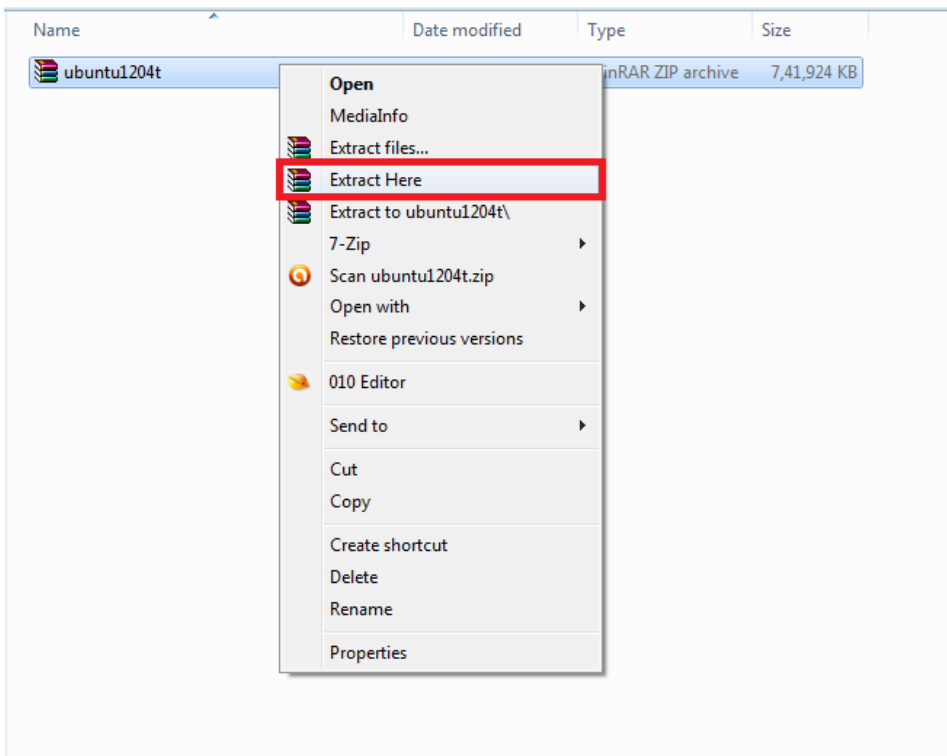 Name Date modified Type Size
ubuntu1204t inRAR ZIP archive 7,41,924 KB
Open
MediaInfo
Extract files...
Extract Here
Extract to ubuntu1204t\
7-Zip
Scan ubuntu1204t.zip
Open with
Restore previous versions
010 Editor
Send to
Cut
Copy
Create shortcut
Delete
Rename
Properties